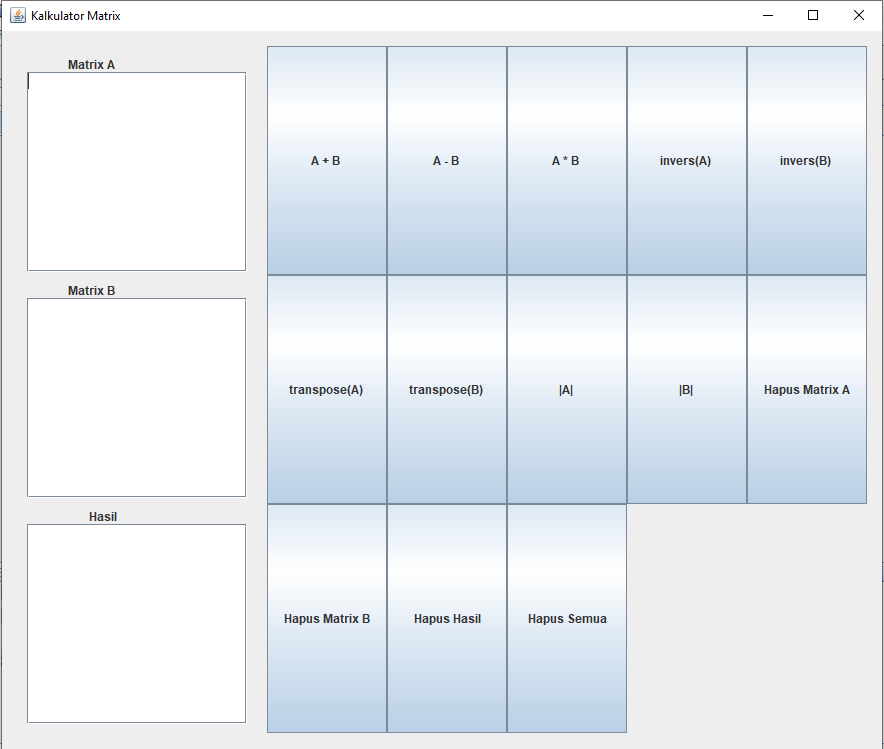 Kalkulator Matrix
Matrix A
A + B
A - B
A * B
invers(A)
invers(B)
Matrix B
transpose(A)
transpose(B)
|A|
|B|
Hapus Matrix A
Hasil
Hapus Matrix B
Hapus Hasil
Hapus Semua